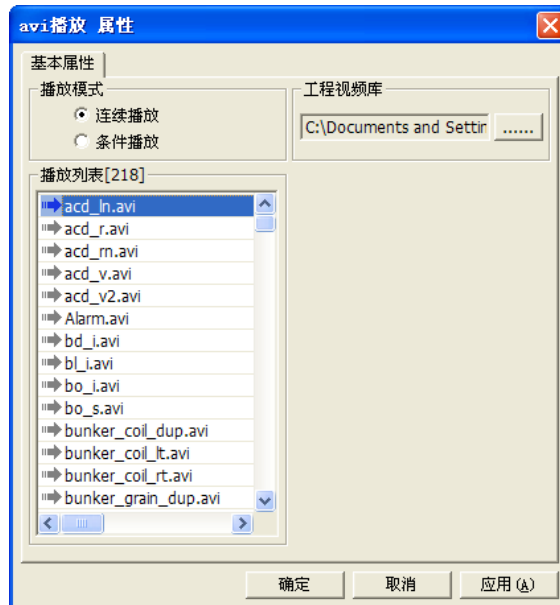 avi播放 属性
基本属性
播放模式
连续播放
条件播放
工程视频库
C:\Documents and Settir
......
播放列表[218]
acd_ln.avi
acd_r.avi
acd_rn.avi
acd_v.avi
acd_v2.avi
Alarm.avi
bd_i.avi
bl_i.avi
bo_i.avi
bo_s.avi
bunker_coil_dup.avi
bunker_coil_lt.avi
bunker_coil_rt.avi
bunker_grain_dup.avi
确定
取消
应用(A)